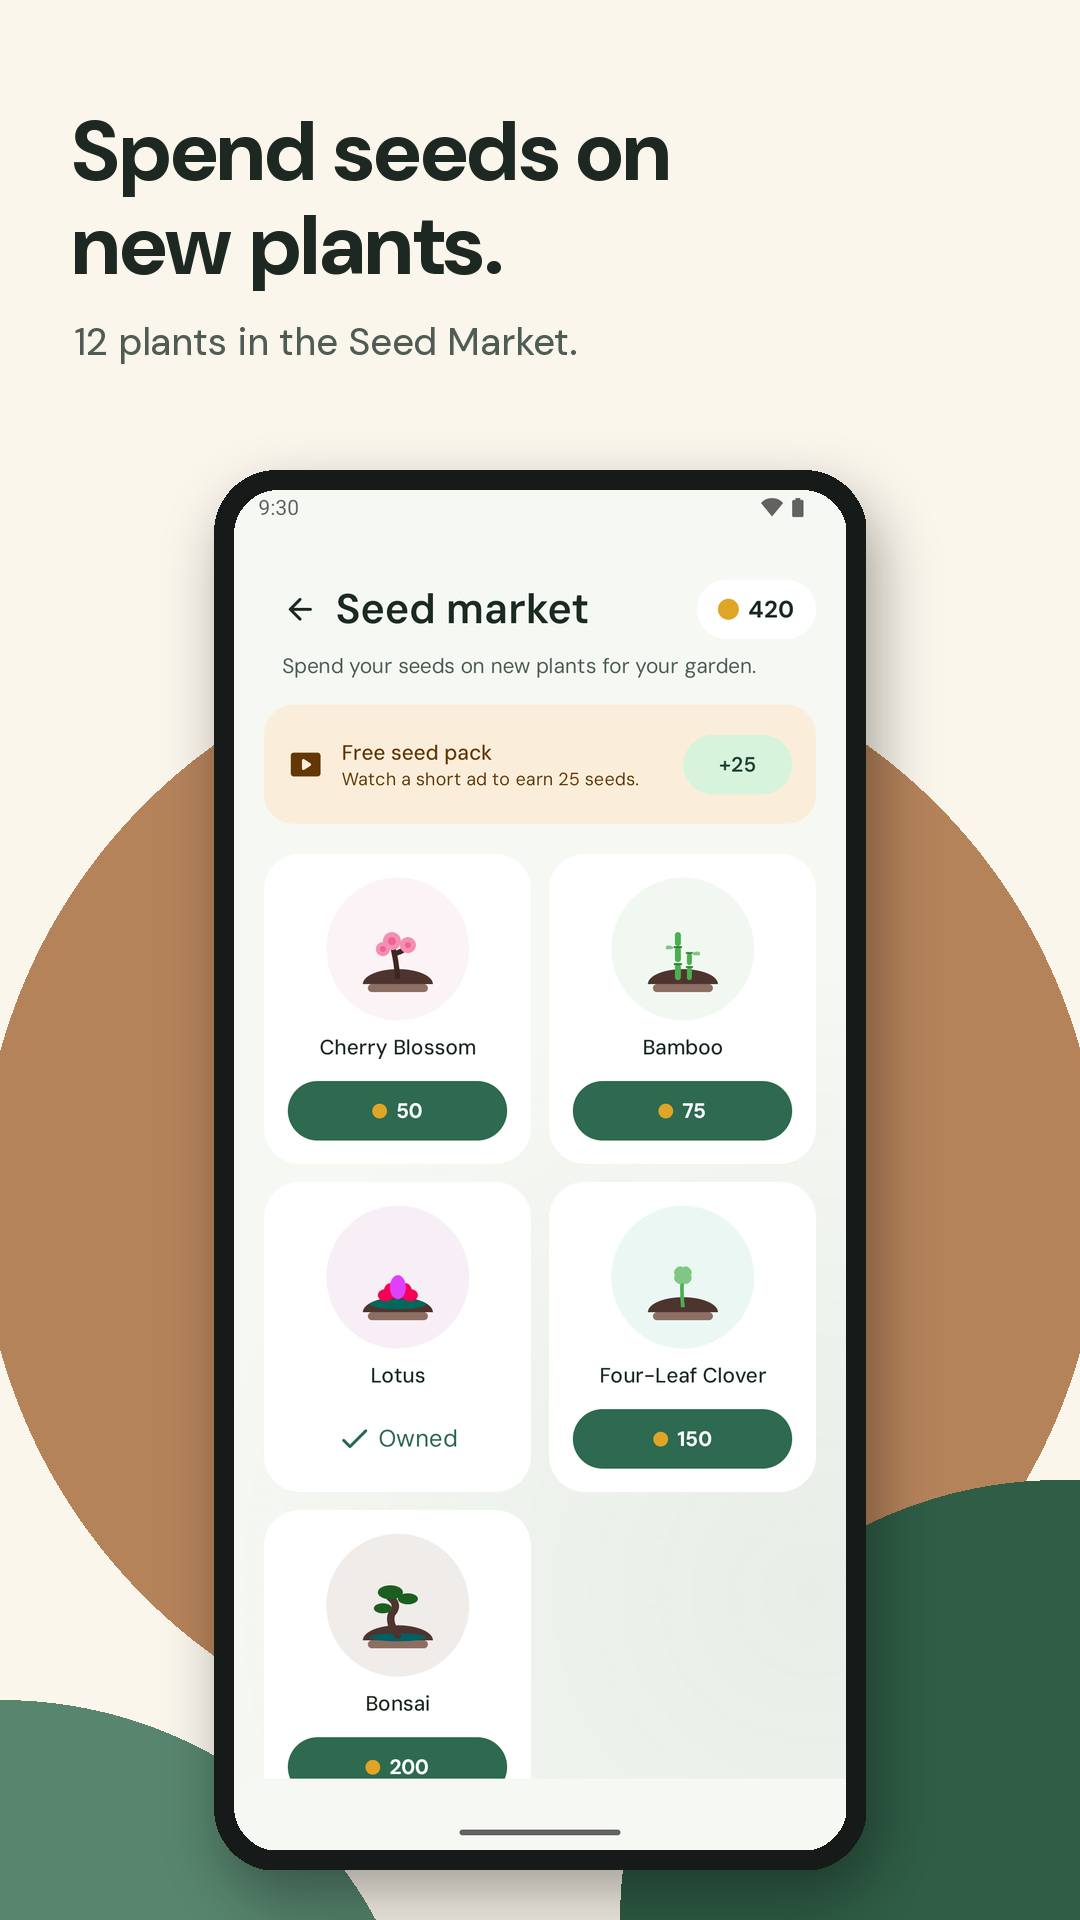 Spend seeds on
new plants.
12 plants in the Seed Market.
9:30
Seed market
420
Spend your seeds on new plants for your garden.
Free seed pack
Watch a short ad to earn 25 seeds.
+25
Cherry Blossom
50
Bamboo
75
Lotus
Owned
Four-Leaf Clover
150
Bonsai
200